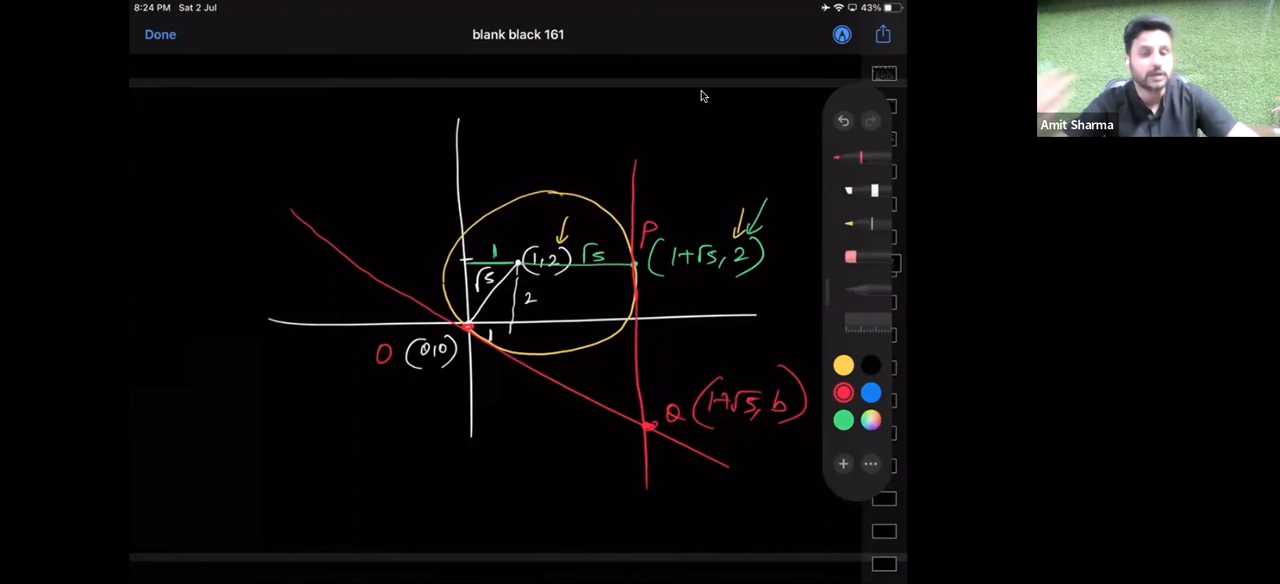 8:24 PM Sat 2 Jul
43%
Done
blank black 161
Amit Sharma
P
1
(1,2)
√5
(1+√5, 2)
√5
2
1
O (0,0)
Q (1+√5, b)